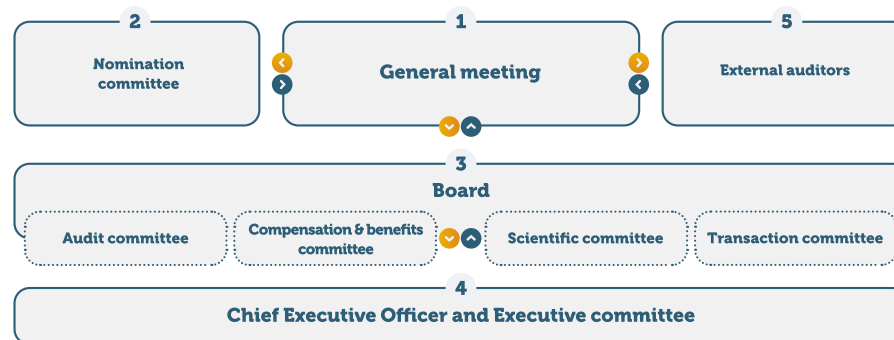 2
Nomination
committee
1
General meeting
5
External auditors
3
Board
Audit committee
Compensation & benefits
committee
Scientific committee
Transaction committee
4
Chief Executive Officer and Executive committee